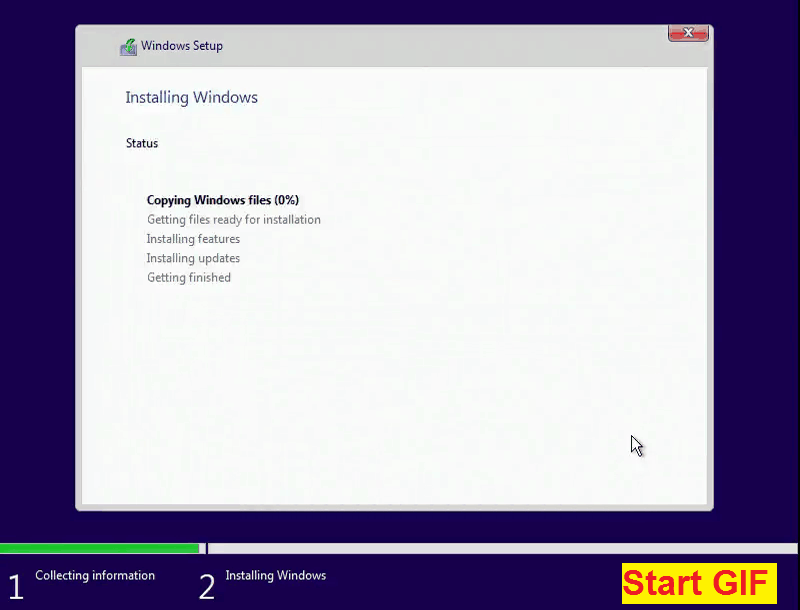 Windows Setup
Installing Windows
Status
Copying Windows files (0%)
Getting files ready for installation
Installing features
Installing updates
Getting finished
1 Collecting information
2 Installing Windows
Start GIF